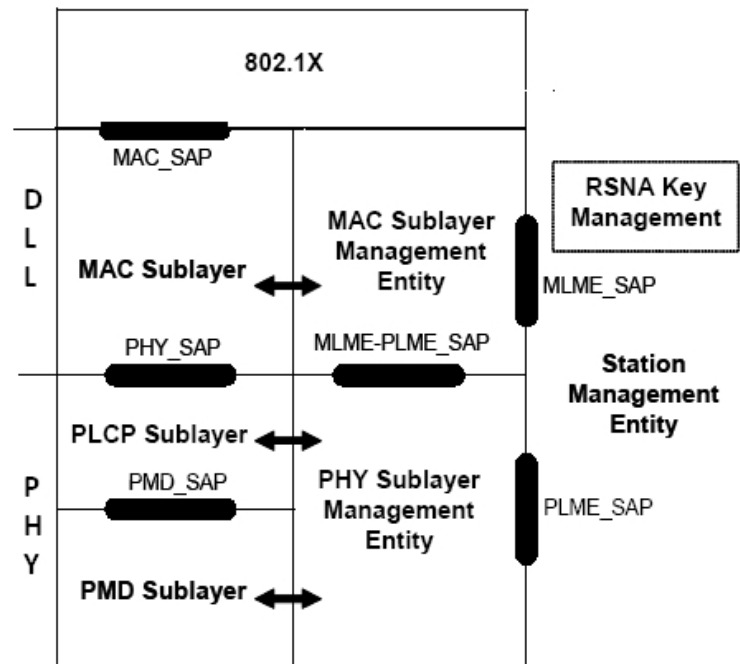 802.1X
MAC_SAP
D
L
L
MAC Sublayer
MAC Sublayer
Management
Entity
RSNA Key
Management
MLME_SAP
PHY_SAP
MLME-PLME_SAP
Station
Management
Entity
P
H
Y
PLCP Sublayer
PMD_SAP
PHY Sublayer
Management
Entity
PLME_SAP
PMD Sublayer